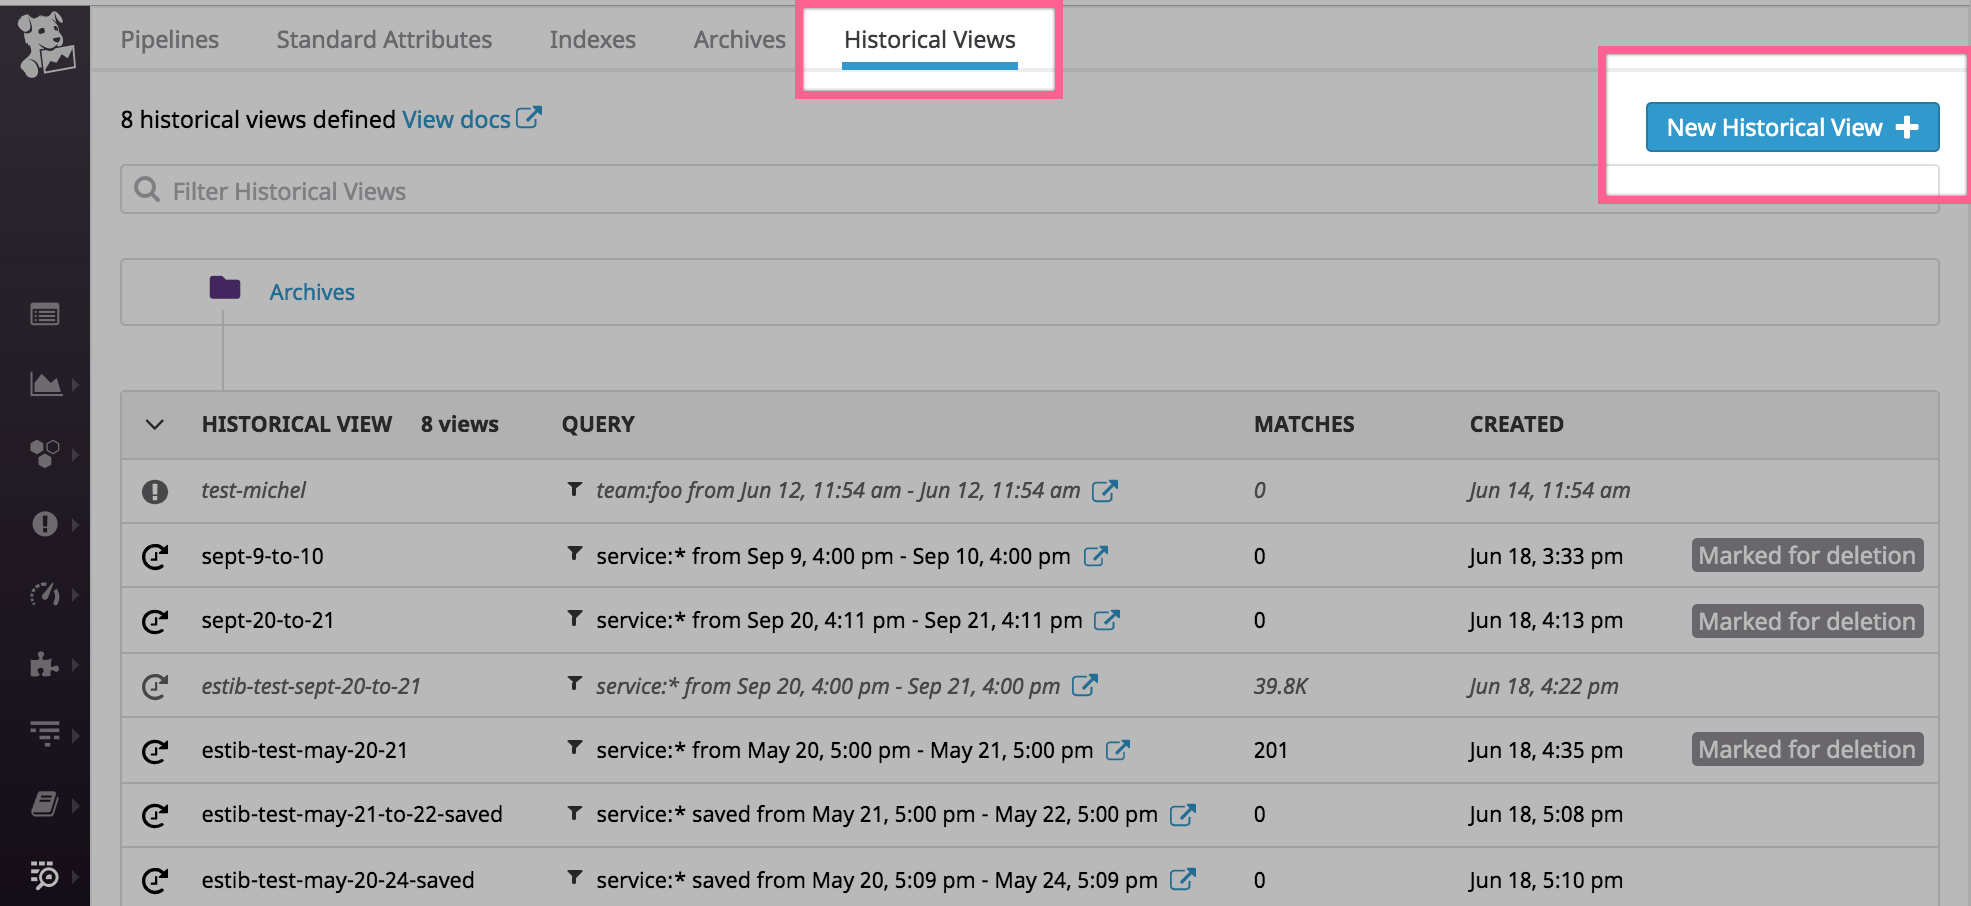 Pipelines Standard Attributes Indexes Archives Historical Views
8 historical views defined View docs
New Historical View
Filter Historical Views
Archives
HISTORICAL VIEW 8 views QUERY MATCHES CREATED
test-michel team:foo from Jun 12, 11:54 am - Jun 12, 11:54 am 0 Jun 14, 11:54 am
sept-9-to-10 service:* from Sep 9, 4:00 pm - Sep 10, 4:00 pm 0 Jun 18, 3:33 pm Marked for deletion
sept-20-to-21 service:* from Sep 20, 4:11 pm - Sep 21, 4:11 pm 0 Jun 18, 4:13 pm Marked for deletion
estib-test-sept-20-to-21 service:* from Sep 20, 4:00 pm - Sep 21, 4:00 pm 39.8K Jun 18, 4:22 pm
estib-test-may-20-21 service:* from May 20, 5:00 pm - May 21, 5:00 pm 201 Jun 18, 4:35 pm Marked for deletion
estib-test-may-21-to-22-saved service:* saved from May 21, 5:00 pm - May 22, 5:00 pm 0 Jun 18, 5:08 pm
estib-test-may-20-24-saved service:* saved from May 20, 5:09 pm - May 24, 5:09 pm 0 Jun 18, 5:10 pm